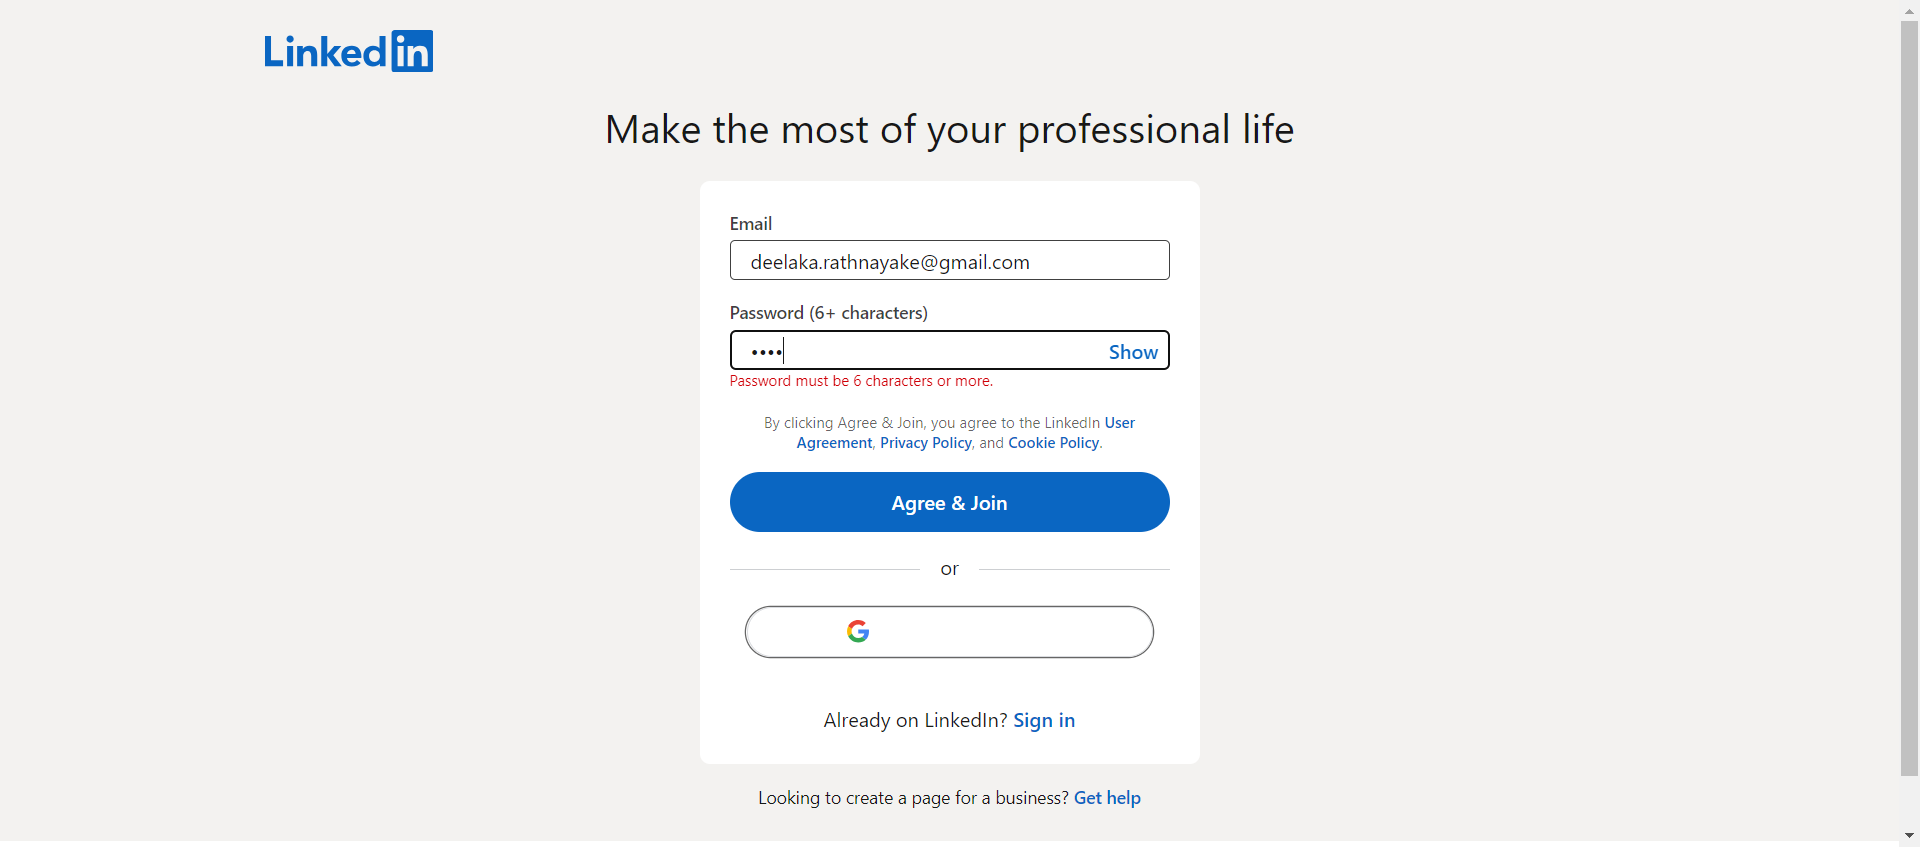 Linkedin
Make the most of your professional life
Email
deelaka.rathnayake@gmail.com
Password (6+ characters)
•••• Show
Password must be 6 characters or more.
By clicking Agree & Join, you agree to the LinkedIn User
Agreement, Privacy Policy, and Cookie Policy.
Agree & Join
or
G
Already on LinkedIn? Sign in
Looking to create a page for a business? Get help